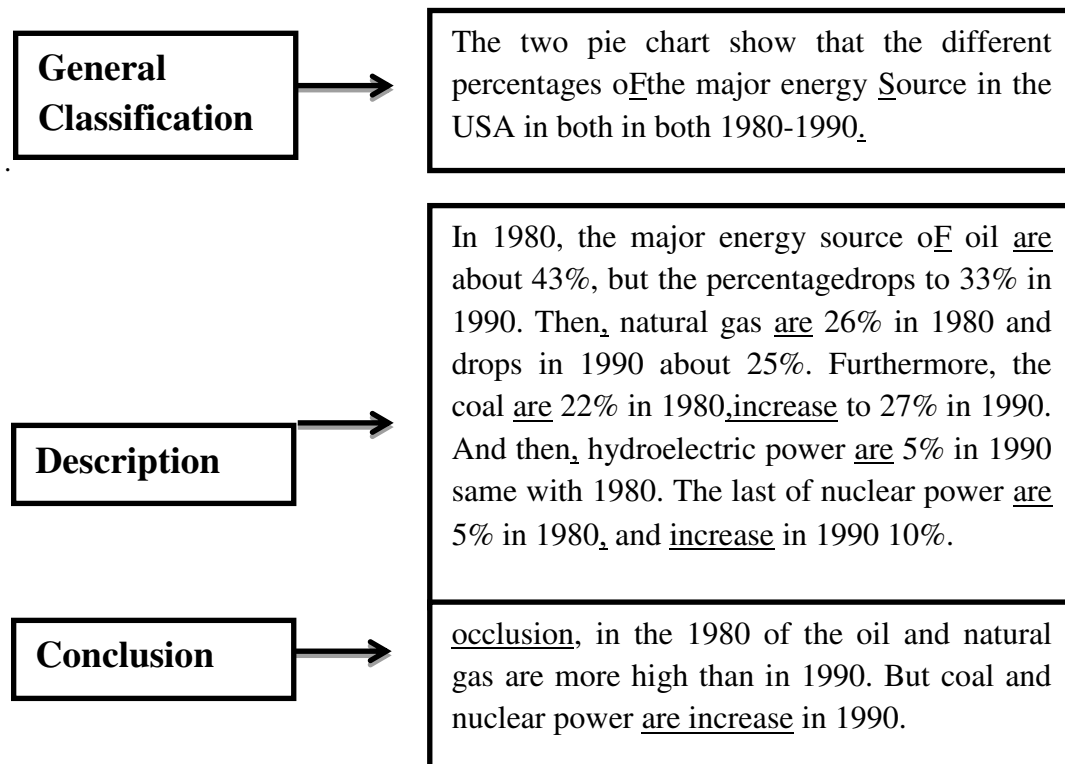 General
Classification
The two pie chart show that the different
percentages oFthe major energy Source in the
USA in both in both 1980-1990.
.
Description
In 1980, the major energy source oF oil are
about 43%, but the percentagedrops to 33% in
1990. Then, natural gas are 26% in 1980 and
drops in 1990 about 25%. Furthermore, the
coal are 22% in 1980,increase to 27% in 1990.
And then, hydroelectric power are 5% in 1990
same with 1980. The last of nuclear power are
5% in 1980, and increase in 1990 10%.
Conclusion
occlusion, in the 1980 of the oil and natural
gas are more high than in 1990. But coal and
nuclear power are increase in 1990.